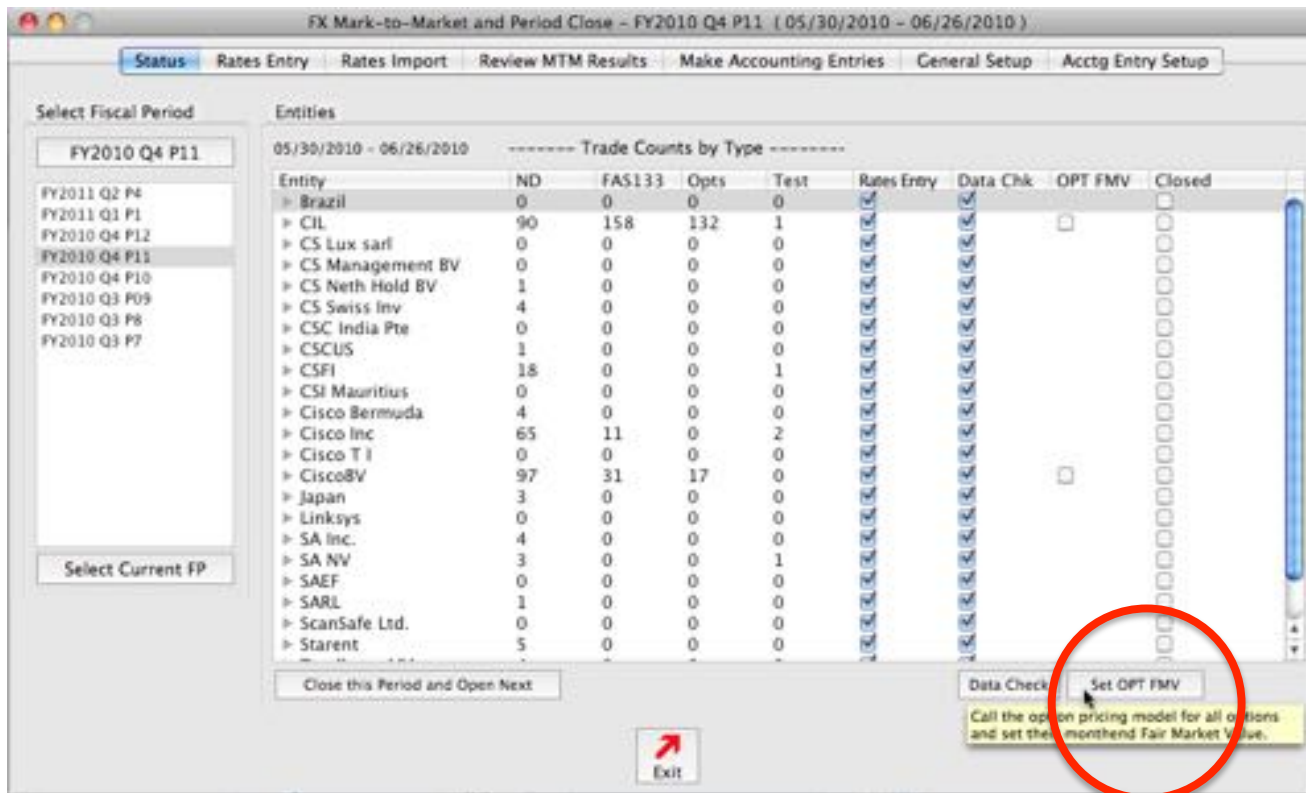 FX Mark-to-Market and Period Close - FY2010 Q4 P11 ( 05/30/2010 - 06/26/2010 )
Status Rates Entry Rates Import Review MTM Results Make Accounting Entries General Setup Acctg Entry Setup
Select Fiscal Period Entities
FY2010 Q4 P11 05/30/2010 - 06/26/2010 ------- Trade Counts by Type --------
Entity ND FAS133 Opts Test Rates Entry Data Chk OPT FMV Closed
FY2011 Q2 P4
FY2011 Q1 P1
FY2010 Q4 P12
FY2010 Q4 P11
FY2010 Q4 P10
FY2010 Q3 P09
FY2010 Q3 P8
FY2010 Q3 P7
Brazil 0 0 0 0
CIL 90 158 132 1
CS Lux sarl 0 0 0 0
CS Management BV 0 0 0 0
CS Neth Hold BV 1 0 0 0
CS Swiss Inv 4 0 0 0
CSC India Pte 0 0 0 0
CSCUS 1 0 0 0
CSFI 18 0 0 1
CSI Mauritius 0 0 0 0
Cisco Bermuda 4 0 0 0
Cisco Inc 65 11 0 2
Cisco T I 0 0 0 0
CiscoBV 97 31 17 0
Japan 3 0 0 0
Linksys 0 0 0 0
SA Inc. 4 0 0 0
SA NV 3 0 0 1
SAEF 0 0 0 0
SARL 1 0 0 0
ScanSafe Ltd. 0 0 0 0
Starent 5 0 0 0
Select Current FP
Close this Period and Open Next Data Check Set OPT FMV
Call the option pricing model for all options
and set their monthend Fair Market Value.
Exit